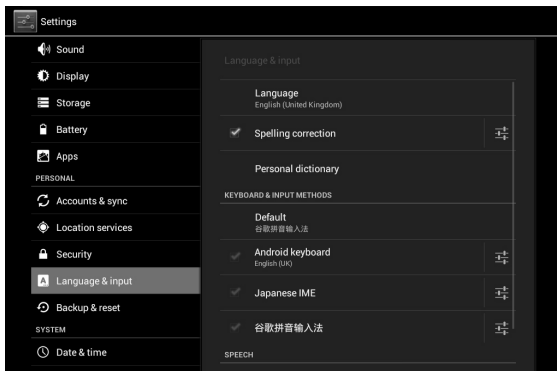 Settings
Sound
Display
Storage
Battery
Apps
PERSONAL
Accounts & sync
Location services
Security
Language & input
Backup & reset
SYSTEM
Date & time
Language & input
Language
English (United Kingdom)
Spelling correction
Personal dictionary
KEYBOARD & INPUT METHODS
Default
谷歌拼音输入法
Android keyboard
English (UK)
Japanese IME
谷歌拼音输入法
SPEECH